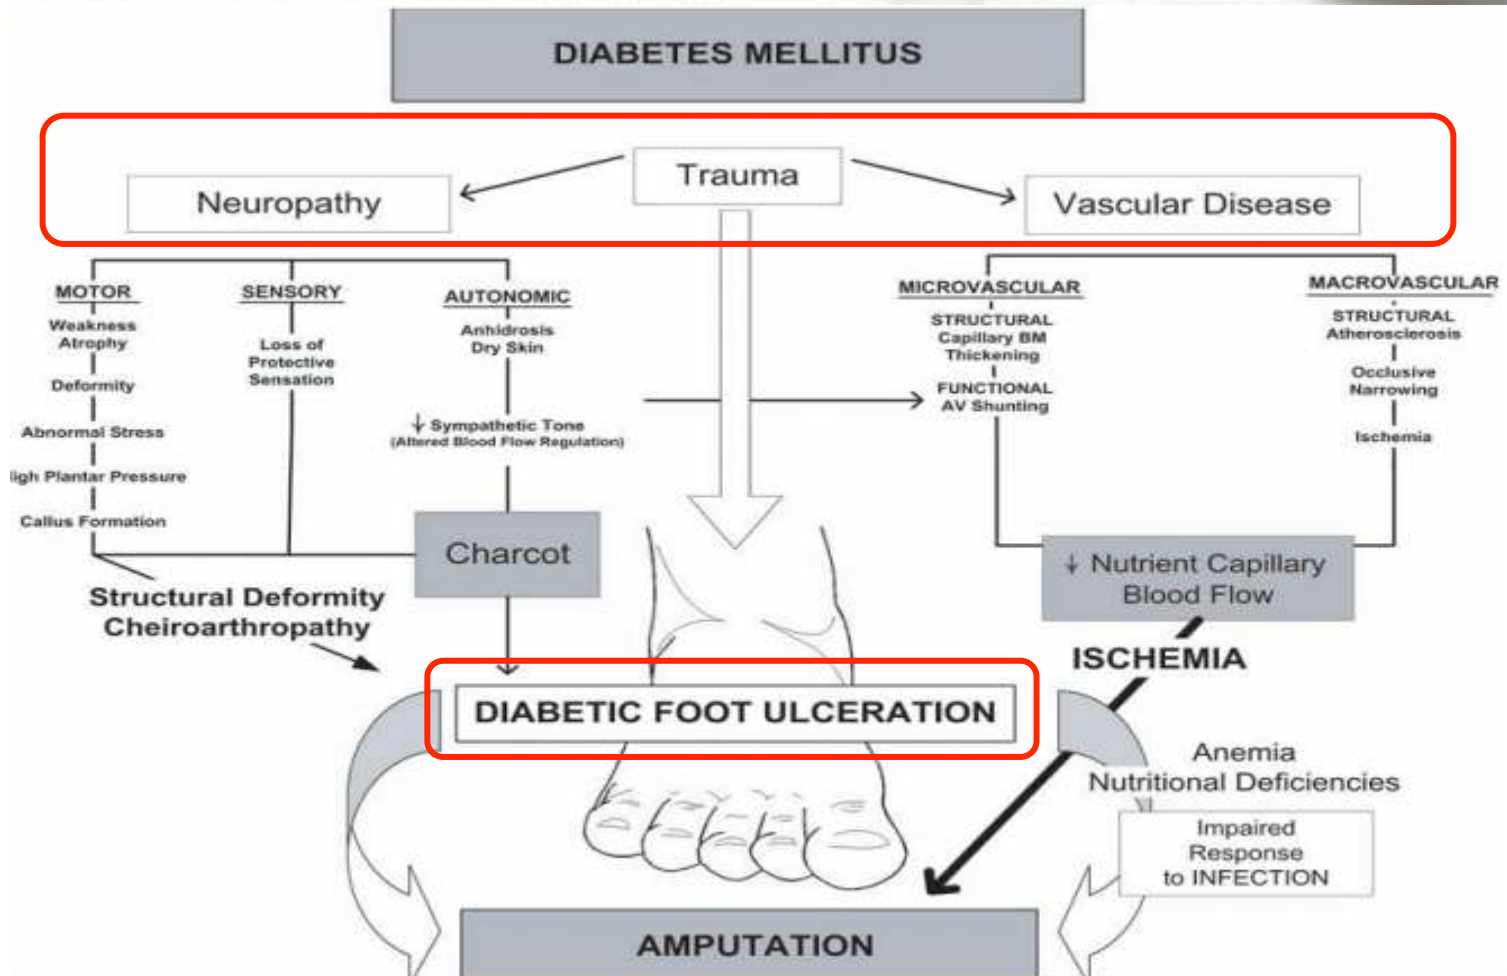 DIABETES MELLITUS
Trauma
Neuropathy
Vascular Disease
MOTOR
Weakness
Atrophy
Deformity
Abnormal Stress
igh Plantar Pressure
Callus Formation
SENSORY
Loss of
Protective
Sensation
AUTONOMIC
Anhidrosis
Dry Skin
↓ Sympathetic Tone
(Altered Blood Flow Regulation)
MICROVASCULAR
STRUCTURAL
Capillary BM
Thickening
FUNCTIONAL
AV Shunting
MACROVASCULAR
STRUCTURAL
Atherosclerosis
Occlusive
Narrowing
Ischemia
Charcot
↓ Nutrient Capillary
Blood Flow
Structural Deformity
Cheiroarthropathy
ISCHEMIA
DIABETIC FOOT ULCERATION
Anemia
Nutritional Deficiencies
Impaired
Response
to INFECTION
AMPUTATION